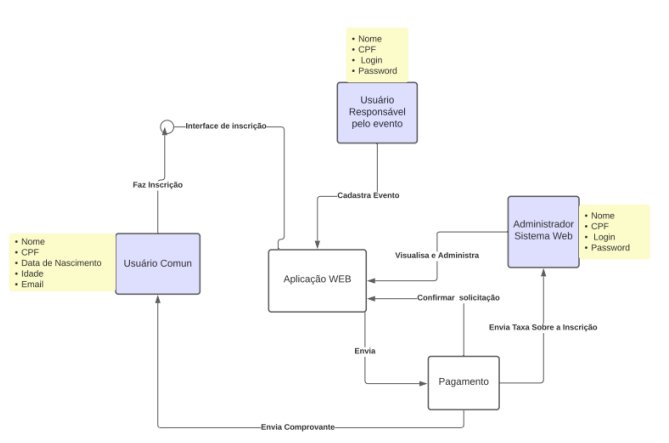 • Nome
• CPF
• Login
• Password
Usuário
Responsável
pelo evento
Interface de inscrição
Faz Inscrição
Cadastra Evento
• Nome
• CPF
• Data de Nascimento
• Idade
• Email
Usuário Comun
Administrador
Sistema Web
• Nome
• CPF
• Login
• Password
Visualisa e Administra
Aplicação WEB
Confirmar solicitação
Envia Taxa Sobre a Inscrição
Envia
Pagamento
Envia Comprovante